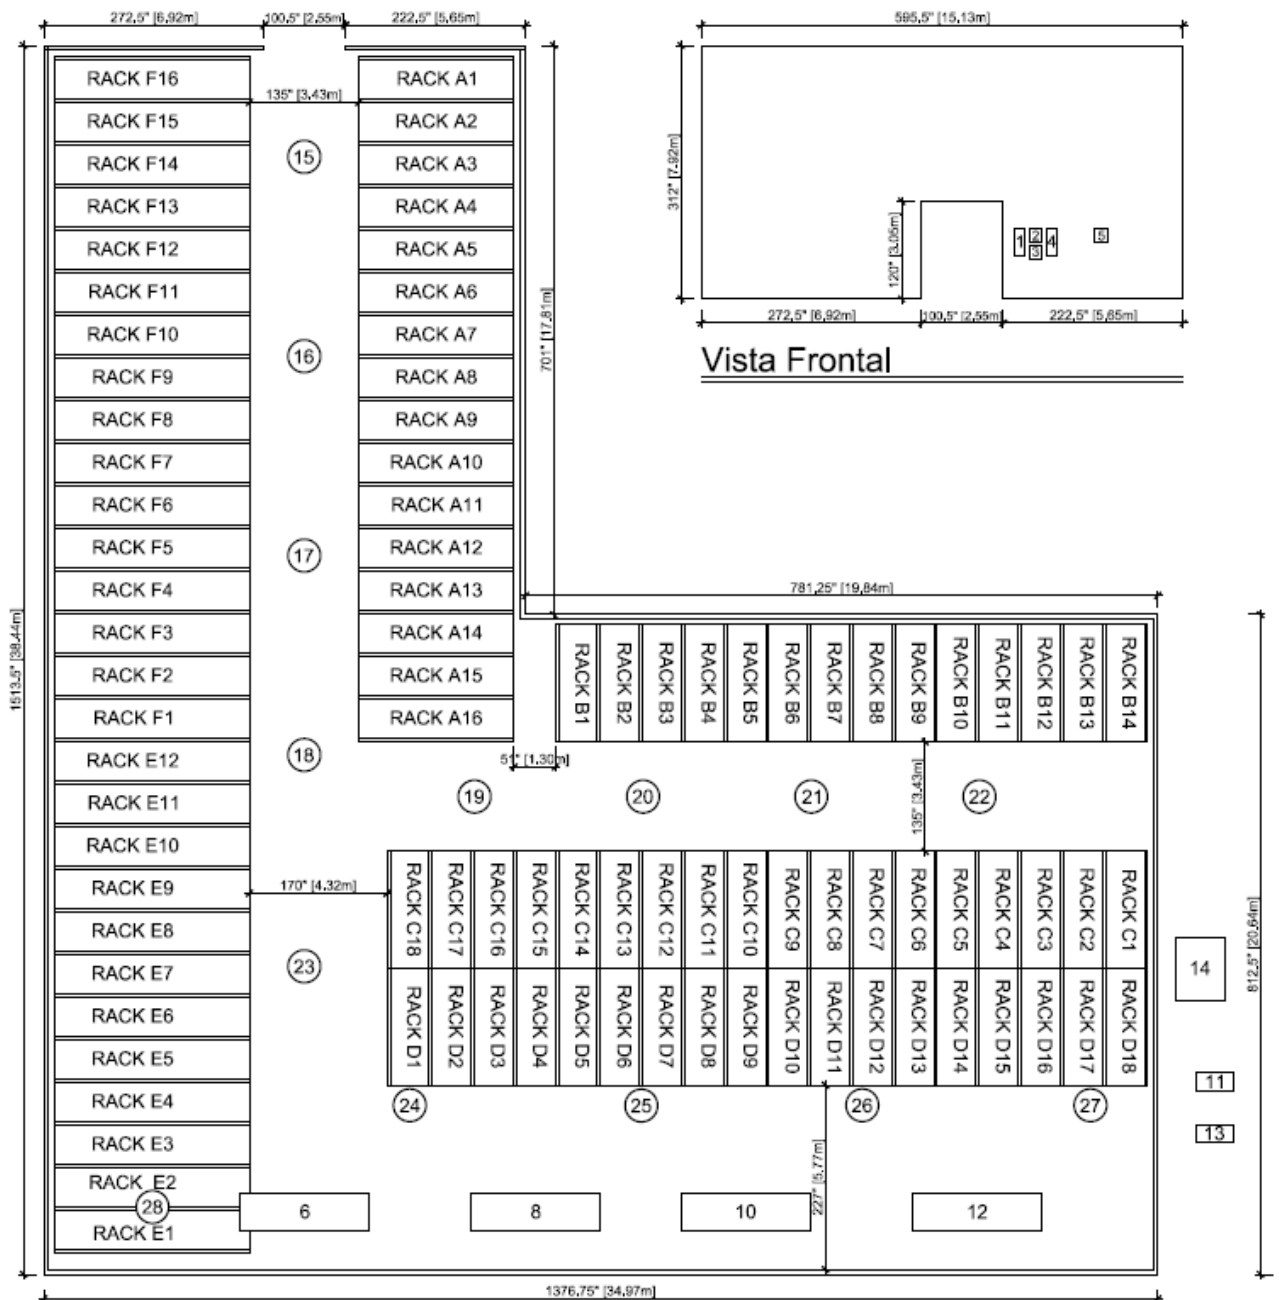 272,5" [6,92m]
100,5" [2,55m]
222,5" [5,65m]
595,5" [15,13m]
RACK F16
RACK A1
135" [3,43m]
RACK F15
RACK A2
15
RACK F14
RACK A3
RACK F13
RACK A4
RACK F12
RACK A5
RACK F11
RACK A6
RACK F10
RACK A7
16
RACK F9
RACK A8
RACK F8
RACK A9
RACK F7
RACK A10
RACK F6
RACK A11
RACK F5
RACK A12
17
RACK F4
RACK A13
RACK F3
RACK A14
RACK F2
RACK A15
RACK F1
RACK A16
701" [17,81m]
312" [7,92m]
120" [3,05m]
1
2
3
4
5
272,5" [6,92m]
100,5" [2,55m]
222,5" [5,65m]
Vista Frontal
781,25" [19,84m]
1513,5" [38,44m]
RACK B1
RACK B2
RACK B3
RACK B4
RACK B5
RACK B6
RACK B7
RACK B8
RACK B9
RACK B10
RACK B11
RACK B12
RACK B13
RACK B14
RACK E12
18
51" [1,30m]
RACK E11
19
20
21
22
135" [3,43m]
RACK E10
RACK E9
170" [4,32m]
RACK E8
RACK E7
23
RACK E6
RACK E5
RACK E4
RACK E3
RACK E2
28
RACK E1
RACK C18
RACK C17
RACK C16
RACK C15
RACK C14
RACK C13
RACK C12
RACK C11
RACK C10
RACK C9
RACK C8
RACK C7
RACK C6
RACK C5
RACK C4
RACK C3
RACK C2
RACK C1
RACK D1
RACK D2
RACK D3
RACK D4
RACK D5
RACK D6
RACK D7
RACK D8
RACK D9
RACK D10
RACK D11
RACK D12
RACK D13
RACK D14
RACK D15
RACK D16
RACK D17
RACK D18
14
812,5" [20,64m]
11
13
24
25
26
27
227" [5,77m]
6
8
10
12
1376,75" [34,97m]